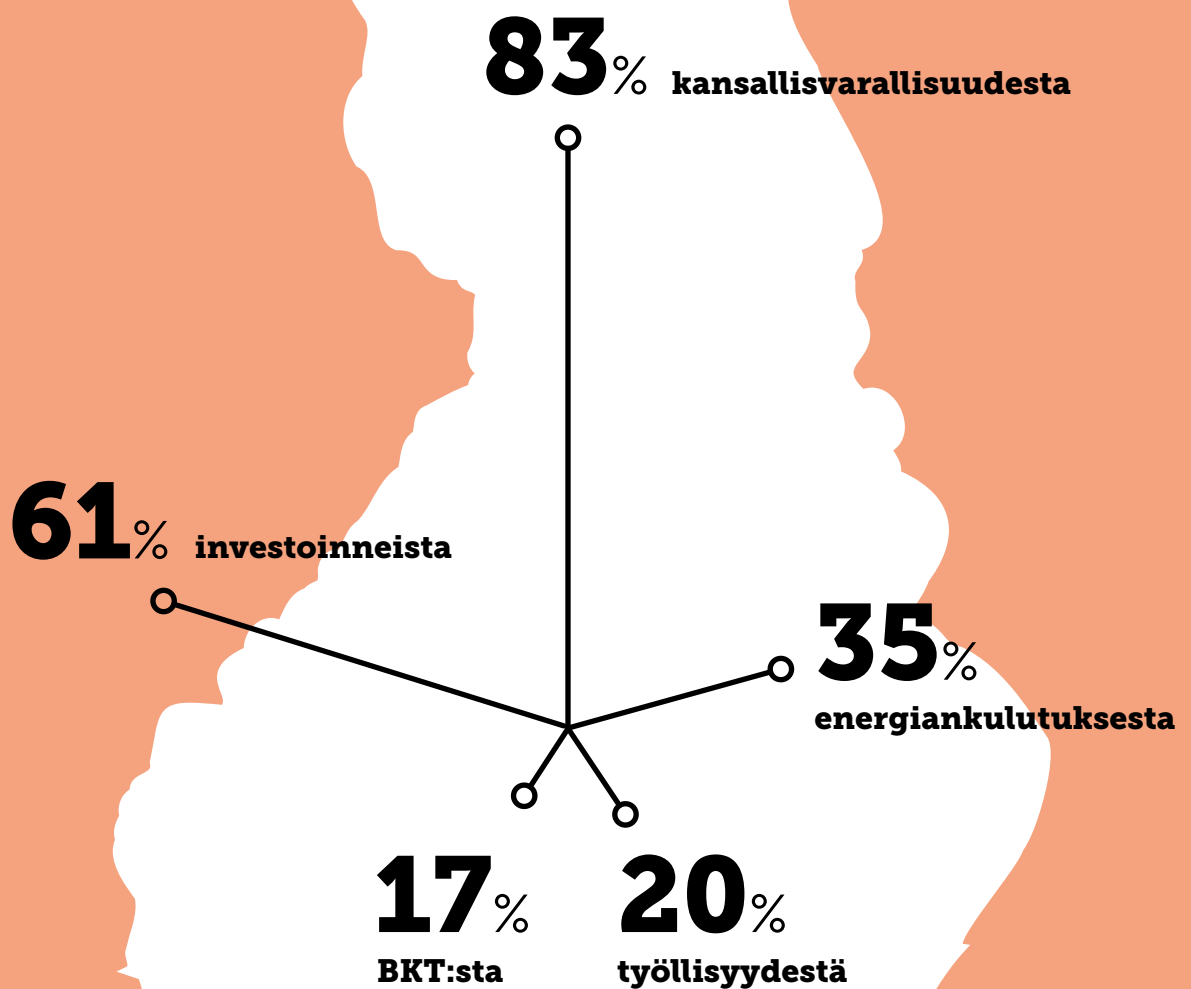 83% kansallisvarallisuudesta
61% investoinneista
35%
energiankulutuksesta
17%
BKT:sta
20%
työllisyydestä